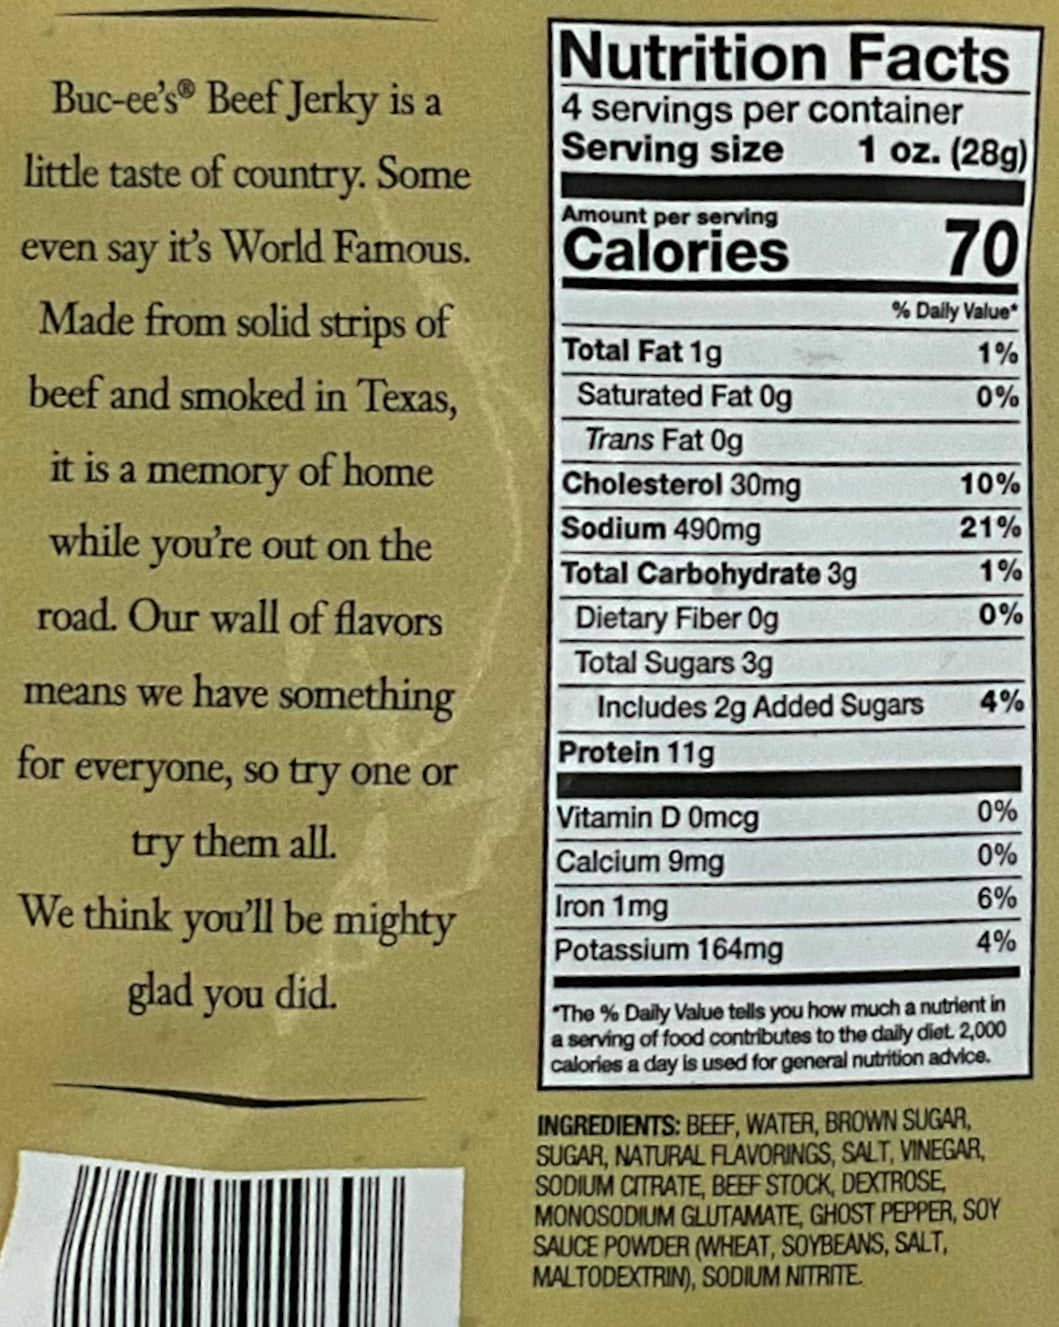 Buc-ee's® Beef Jerky is a
little taste of country. Some
even say it's World Famous.
Made from solid strips of
beef and smoked in Texas,
it is a memory of home
while you're out on the
road. Our wall of flavors
means we have something
for everyone, so try one or
try them all.
We think you'll be mighty
glad you did.
Nutrition Facts
4 servings per container
Serving size 1 oz. (28g)
Amount per serving
Calories 70
% Daily Value*
Total Fat 1g 1%
Saturated Fat 0g 0%
Trans Fat 0g
Cholesterol 30mg 10%
Sodium 490mg 21%
Total Carbohydrate 3g 1%
Dietary Fiber 0g 0%
Total Sugars 3g
Includes 2g Added Sugars 4%
Protein 11g
Vitamin D 0mcg 0%
Calcium 9mg 0%
Iron 1mg 6%
Potassium 164mg 4%
*The % Daily Value tells you how much a nutrient in
a serving of food contributes to the daily diet. 2,000
calories a day is used for general nutrition advice.
INGREDIENTS: BEEF, WATER, BROWN SUGAR,
SUGAR, NATURAL FLAVORINGS, SALT, VINEGAR,
SODIUM CITRATE, BEEF STOCK, DEXTROSE,
MONOSODIUM GLUTAMATE, GHOST PEPPER, SOY
SAUCE POWDER (WHEAT, SOYBEANS, SALT,
MALTODEXTRIN), SODIUM NITRITE.